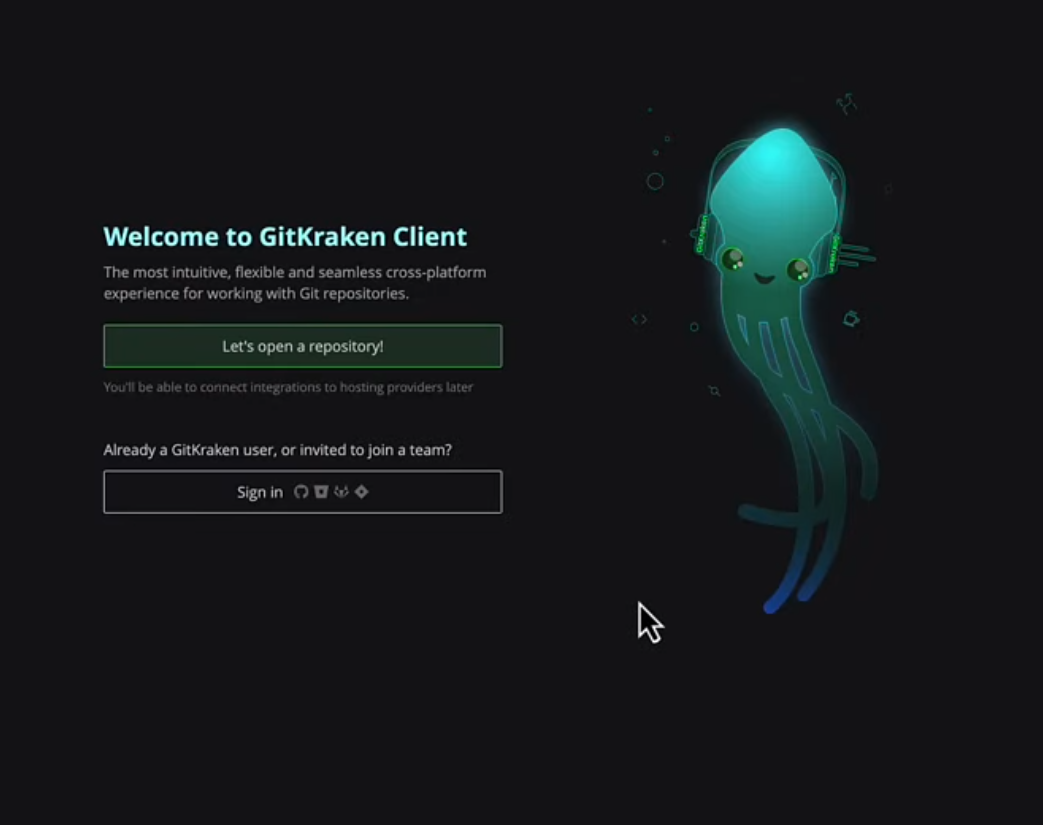 Welcome to GitKraken Client
The most intuitive, flexible and seamless cross-platform
experience for working with Git repositories.
Let's open a repository!
You'll be able to connect integrations to hosting providers later
Already a GitKraken user, or invited to join a team?
Sign in
GitKraken
GitKraken